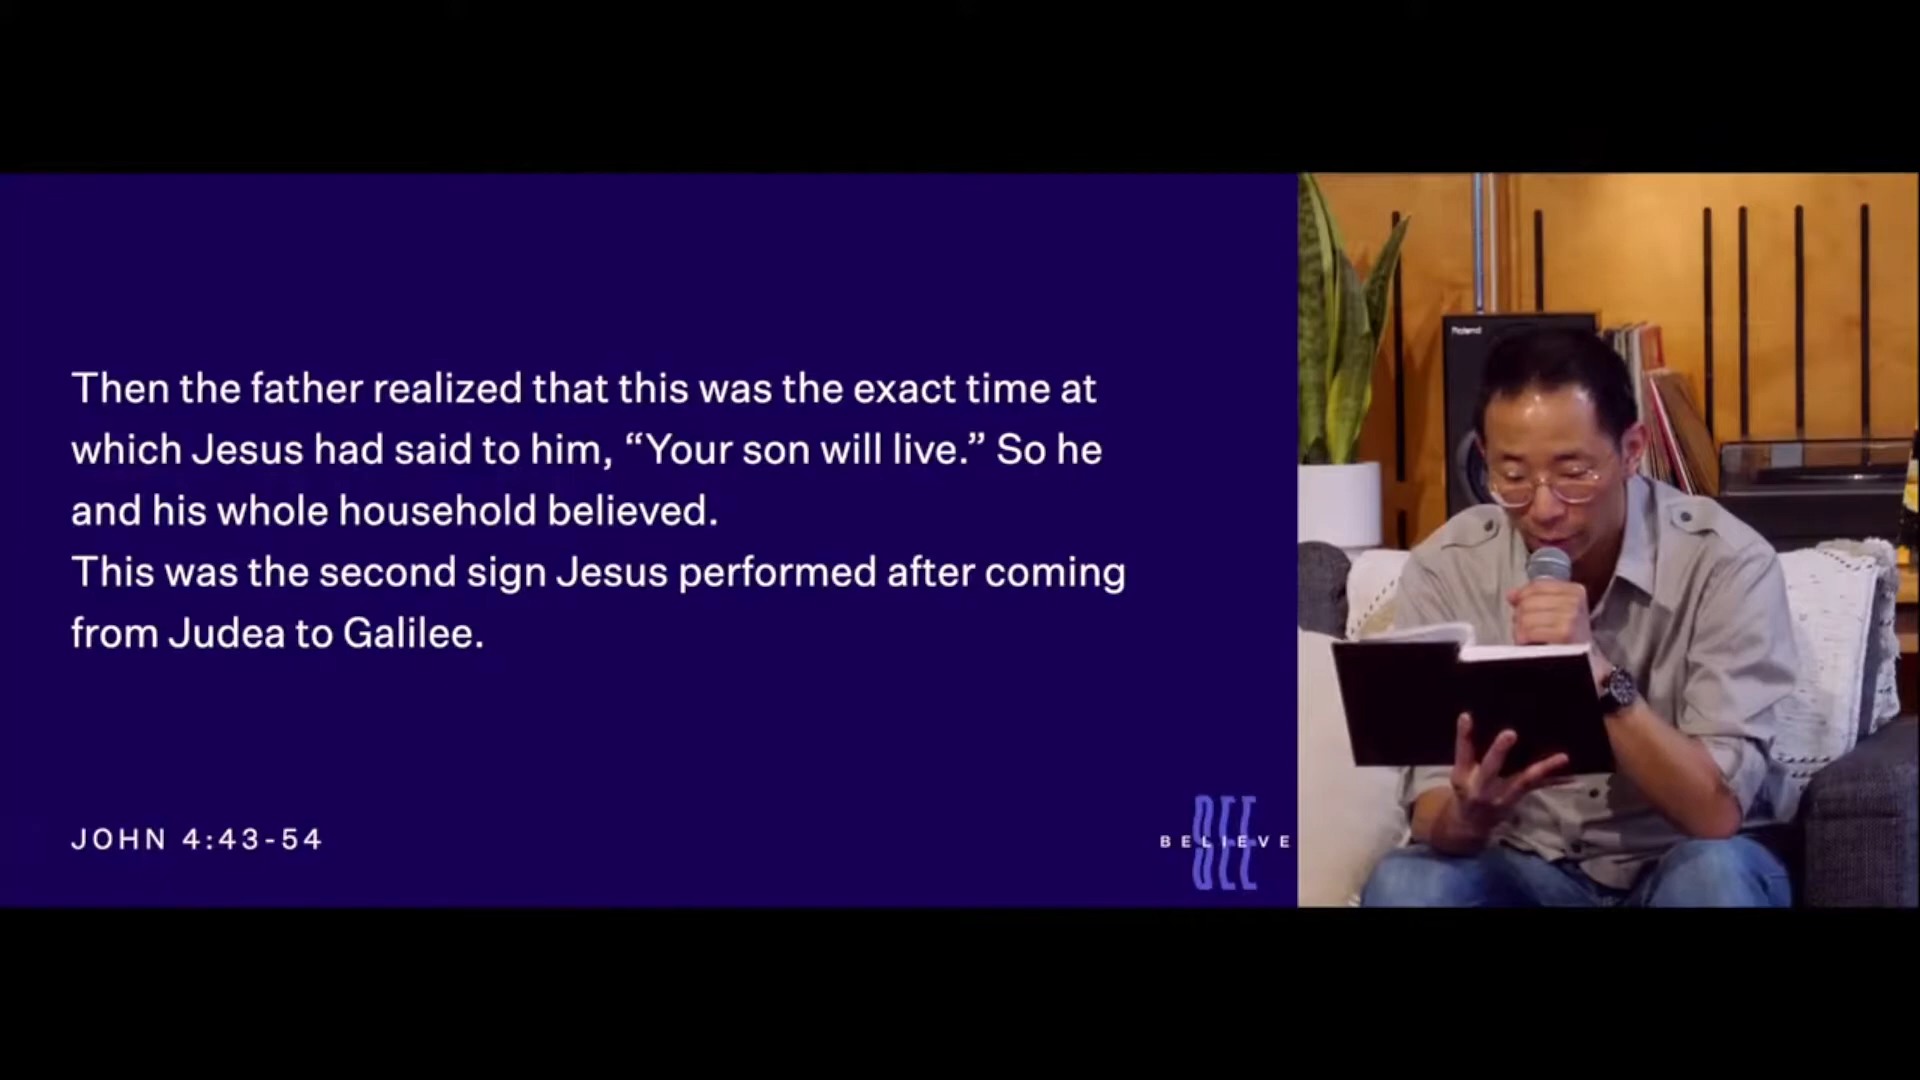 Then the father realized that this was the exact time at
which Jesus had said to him, “Your son will live.” So he
and his whole household believed.
This was the second sign Jesus performed after coming
from Judea to Galilee.
JOHN 4:43-54
SEE
BELIEVE
Roland